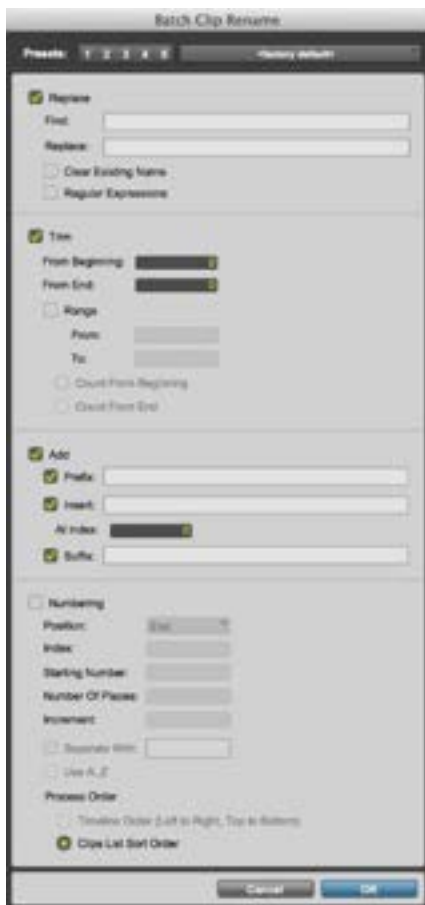 Batch Clip Rename
Presets: 1 2 3 4 5 <factory default>
Replace
Find:
Replace:
Clear Existing Name
Regular Expressions
Trim
From Beginning:
From End:
Range
From:
To:
Count From Beginning
Count From End
Add
Prefix:
Insert:
At Index:
Suffix:
Numbering
Position: End
Index:
Starting Number:
Number Of Places:
Increment:
Separate With:
Use A..Z
Process Order
Timeline Order (Left to Right, Top to Bottom)
Clips List Sort Order
Cancel OK